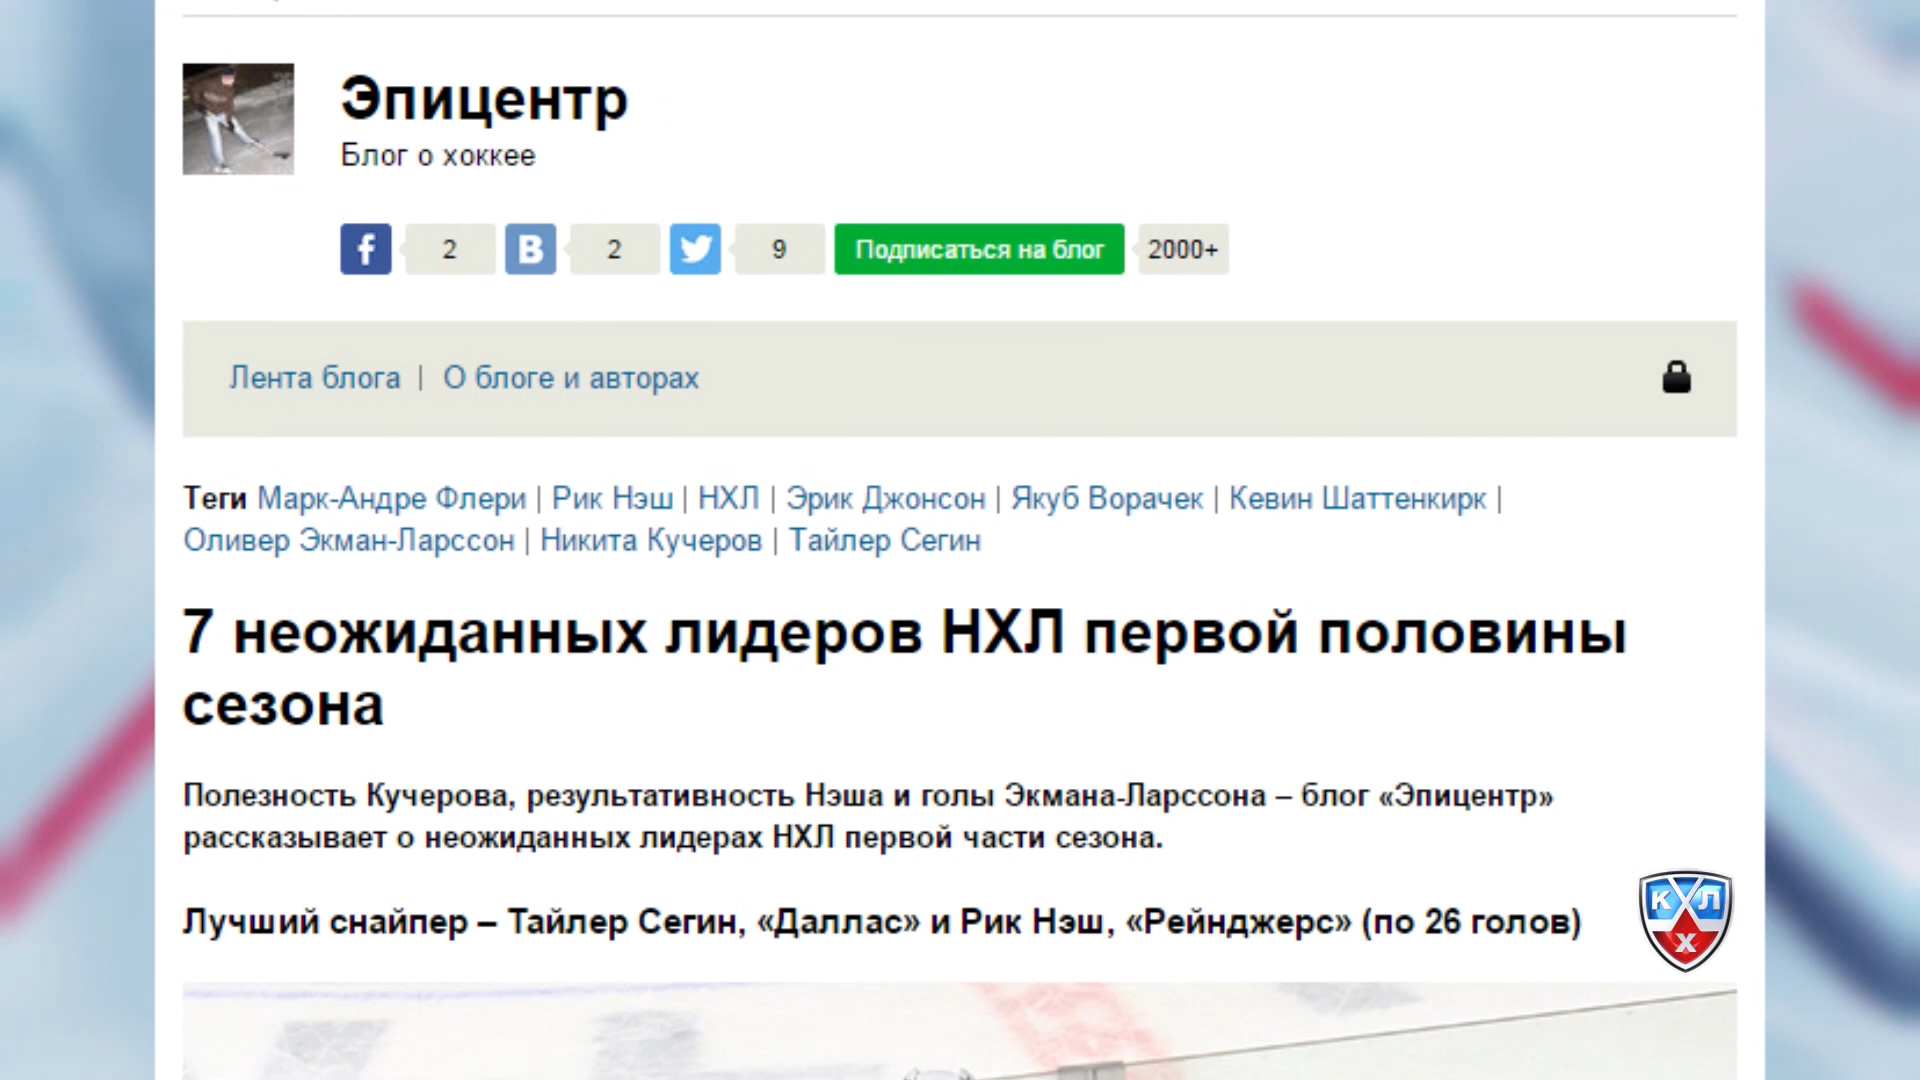 Эпицентр
Блог о хоккее
f 2 B 2 9 Подписаться на блог 2000+
Лента блога | О блоге и авторах
Теги Марк-Андре Флери | Рик Нэш | НХЛ | Эрик Джонсон | Якуб Ворачек | Кевин Шаттенкирк |
Оливер Экман-Ларссон | Никита Кучеров | Тайлер Сегин
7 неожиданных лидеров НХЛ первой половины
сезона
Полезность Кучерова, результативность Нэша и голы Экмана-Ларссона – блог «Эпицентр»
рассказывает о неожиданных лидерах НХЛ первой части сезона.
Лучший снайпер – Тайлер Сегин, «Даллас» и Рик Нэш, «Рейнджерс» (по 26 голов)
К Л
Х